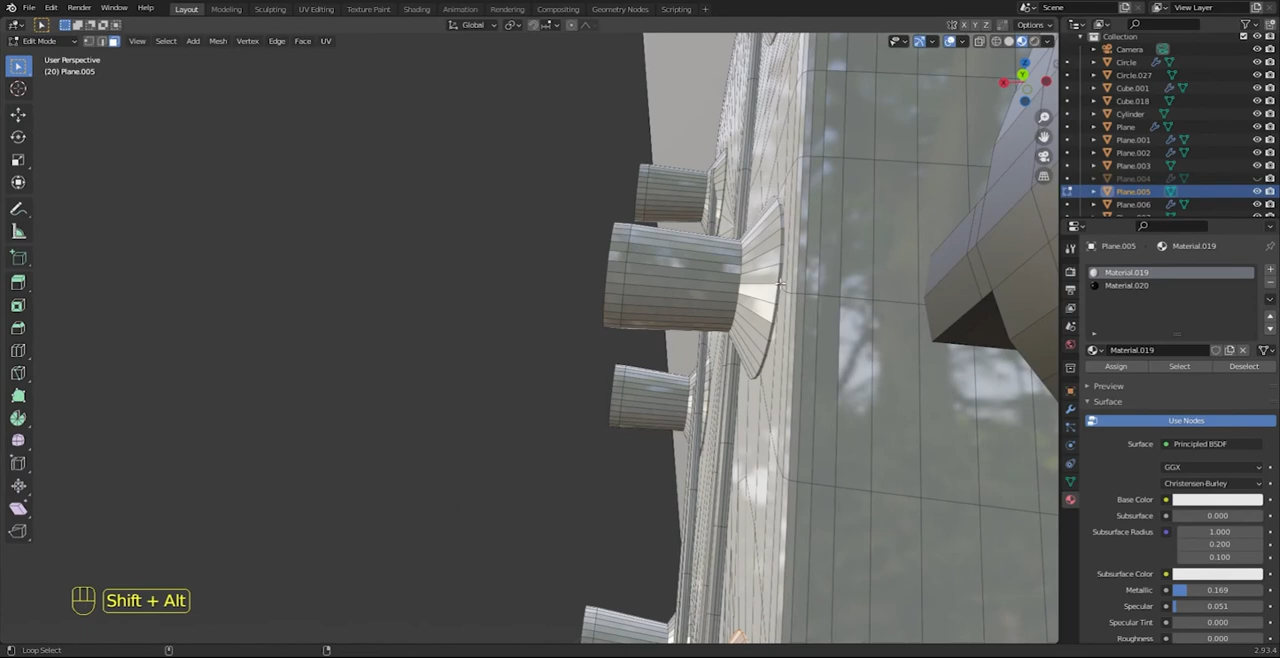 File Edit Render Window Help Layout Modeling Sculpting UV Editing Texture Paint Shading Animation Rendering Compositing Geometry Nodes Scripting + Scene View Layer
Global Options
Edit Mode View Select Add Mesh Vertex Edge Face UV
X Y Z
User Perspective
(20) Plane.005
Collection
Camera
Circle
Circle.027
Cube.001
Cube.018
Cylinder
Plane
Plane.001
Plane.002
Plane.003
Plane.004
Plane.005
Plane.006
Plane.005 Material.019
Material.019
Material.020
Material.019
Assign Select Deselect
Preview
Surface
Use Nodes
Surface Principled BSDF
GGX
Christensen-Burley
Base Color
Subsurface 0.000
Subsurface Radius 1.000
0.200
0.100
Subsurface Color
Metallic 0.169
Specular 0.051
Specular Tint 0.000
Roughness 0.000
Shift + Alt
Loop Select 2.93.4